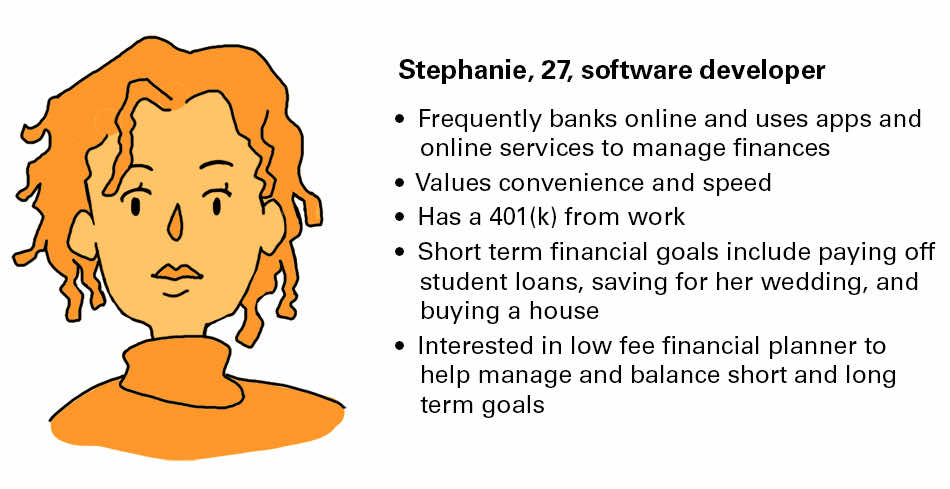 Stephanie, 27, software developer
• Frequently banks online and uses apps and
online services to manage finances
• Values convenience and speed
• Has a 401(k) from work
• Short term financial goals include paying off
student loans, saving for her wedding, and
buying a house
• Interested in low fee financial planner to
help manage and balance short and long
term goals